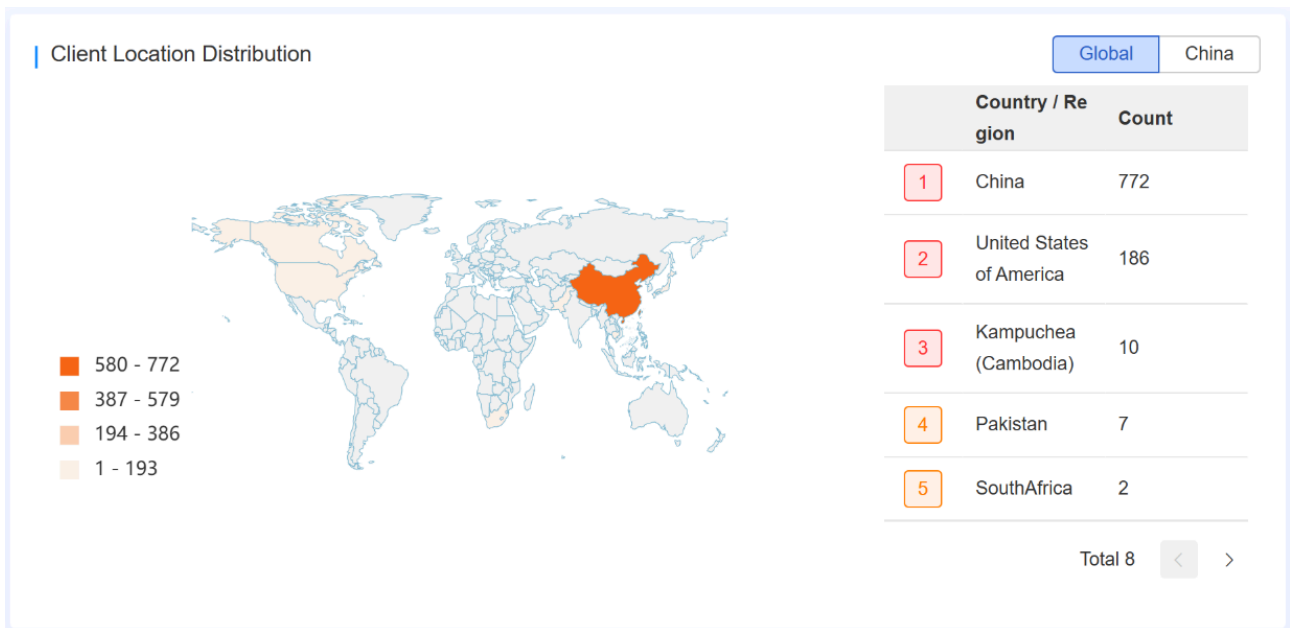 Client Location Distribution
Global
China
Country / Re
gion
Count
1
China
772
2
United States
of America
186
3
Kampuchea
(Cambodia)
10
4
Pakistan
7
5
SouthAfrica
2
580 - 772
387 - 579
194 - 386
1 - 193
Total 8